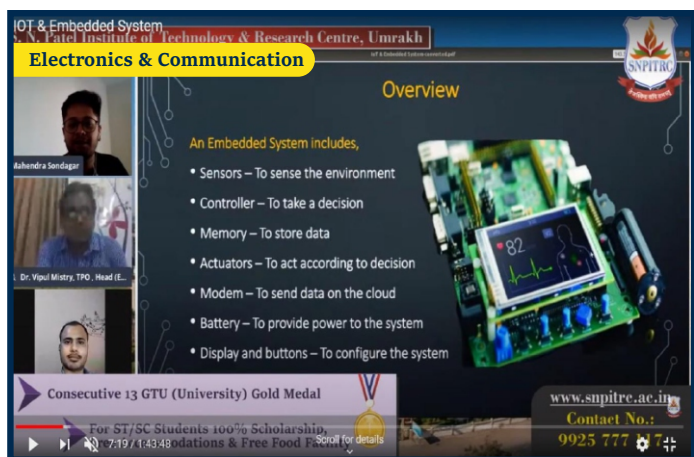 IOT & Embedded System
S. N. Patel Institute of Technology & Research Centre, Umrakh
Electronics & Communication
SNPITRC
Overview
An Embedded System includes,
• Sensors – To sense the environment
• Controller – To take a decision
• Memory – To store data
• Actuators – To act according to decision
• Modem – To send data on the cloud
• Battery – To provide power to the system
• Display and buttons – To configure the system
82
Mahendra Sondagar
Dr. Vipul Mistry, TPO, Head (E...
Consecutive 13 GTU (University) Gold Medal
For ST/SC Students 100% Scholarship,
& Free Food Facility
www.snpitrc.ac.in
Contact No.:
9925 777 117
7:19 / 1:43:48
Scroll for details